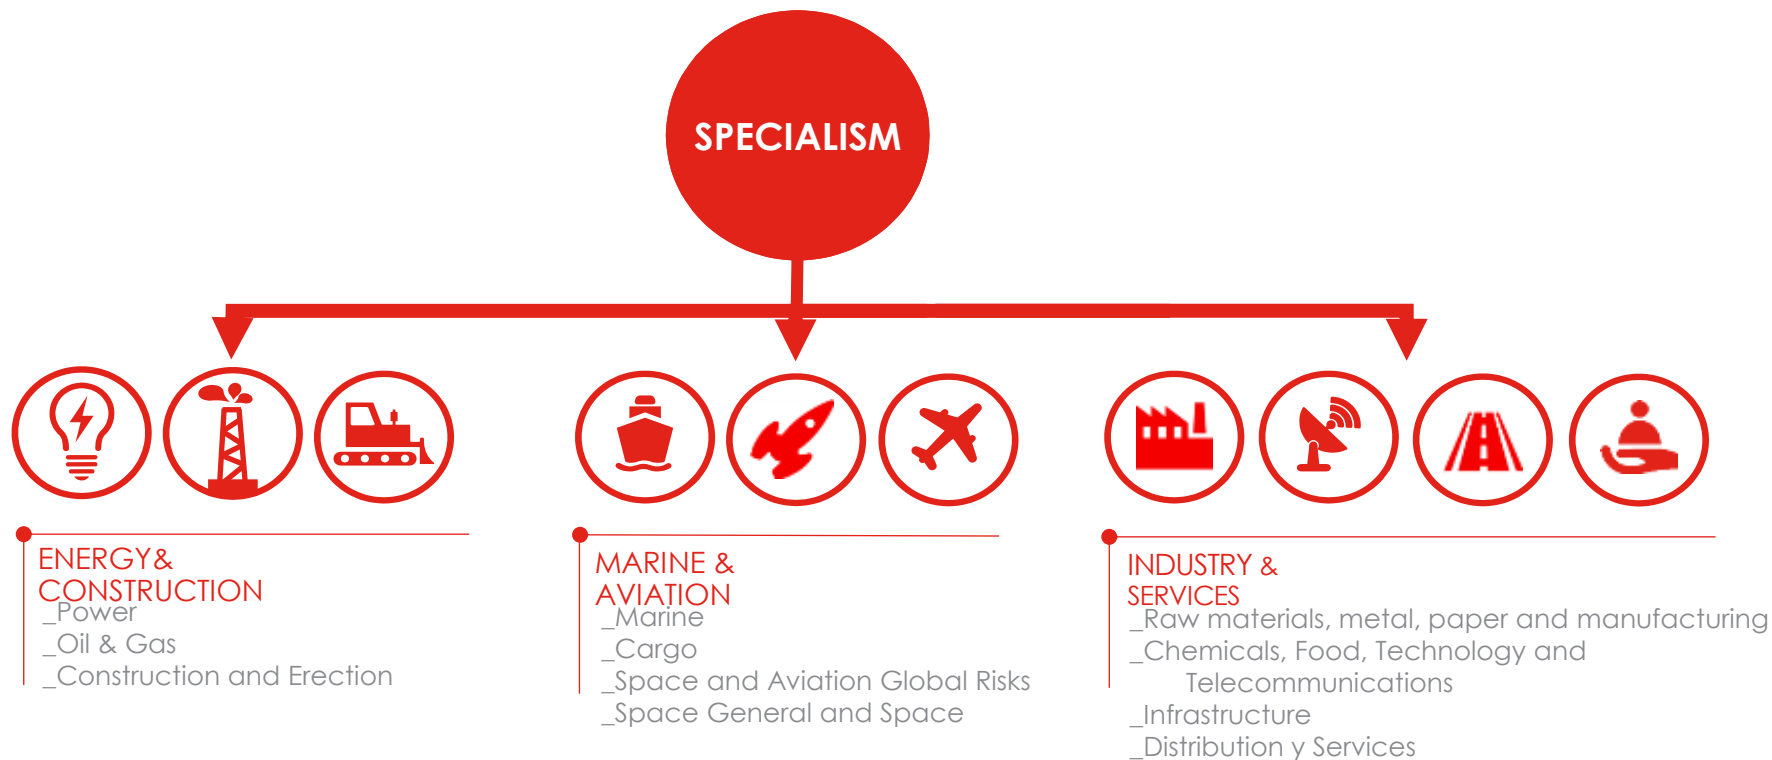 SPECIALISM
ENERGY&
CONSTRUCTION
_Power
_Oil & Gas
_Construction and Erection
MARINE &
AVIATION
_Marine
_Cargo
_Space and Aviation Global Risks
_Space General and Space
INDUSTRY &
SERVICES
_Raw materials, metal, paper and manufacturing
_Chemicals, Food, Technology and
Telecommunications
_Infrastructure
_Distribution y Services